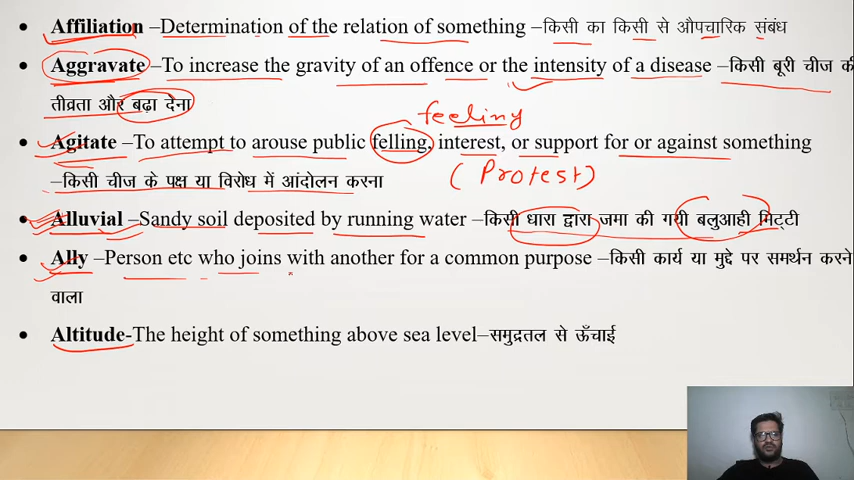 • Affiliation –Determination of the relation of something –किसी का किसी से औपचारिक संबंध
• Aggravate –To increase the gravity of an offence or the intensity of a disease –किसी बूरी चीज की
तीव्रता और बढ़ा देना
feeling
• Agitate –To attempt to arouse public felling, interest, or support for or against something
–किसी चीज के पक्ष या विरोध में आंदोलन करना
(Protest)
• Alluvial –Sandy soil deposited by running water –किसी धारा द्वारा जमा की गयी बलुआही मिट्टी
• Ally –Person etc who joins with another for a common purpose –किसी कार्य या मुद्दे पर समर्थन करने
वाला
• Altitude-The height of something above sea level–समुद्रतल से ऊँचाई